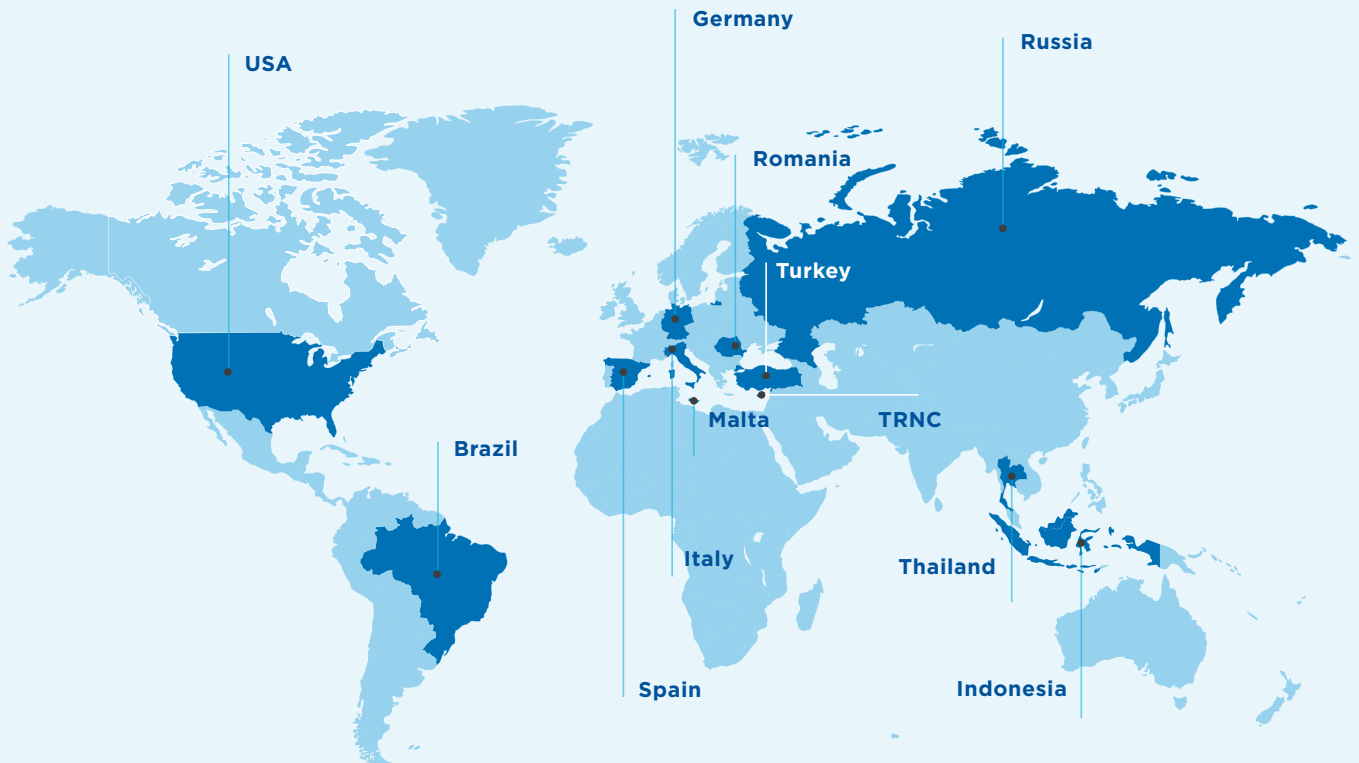 Germany
Russia
USA
Romania
Turkey
Malta
TRNC
Brazil
Italy
Thailand
Spain
Indonesia